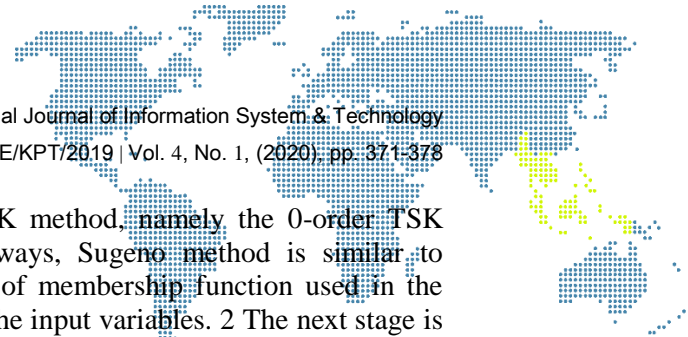 al Journal of Information System & Technology
E/KPT/2019 | Vol. 4, No. 1, (2020), pp. 371-378
K method, namely the 0-order TSK
ways, Sugeno method is similar to
of membership function used in the
ne input variables. 2 The next stage is